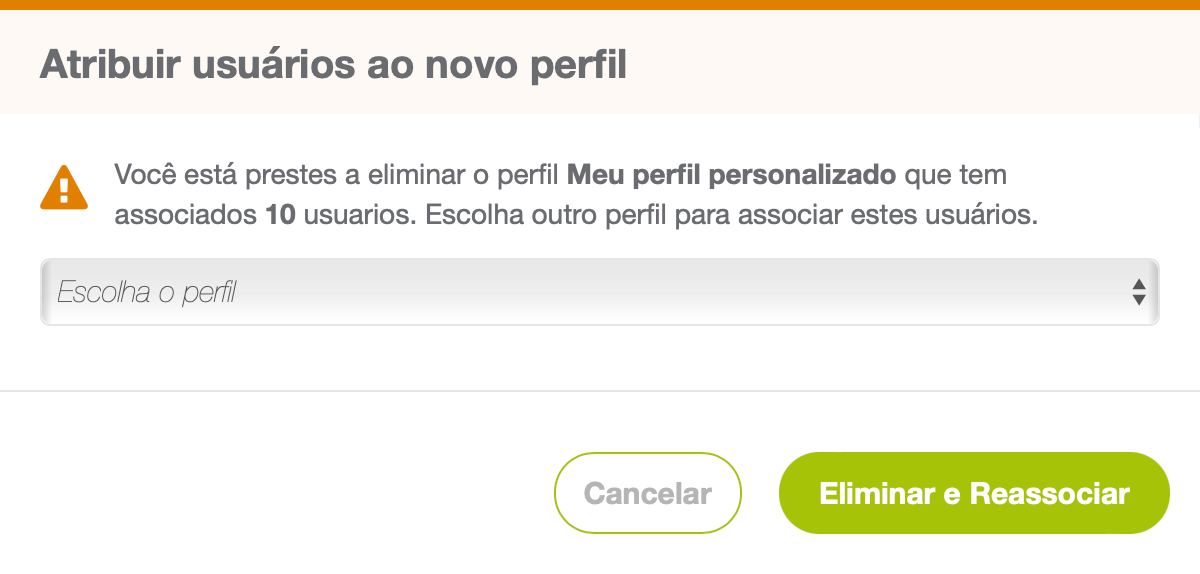 Atribuir usuários ao novo perfil
Você está prestes a eliminar o perfil Meu perfil personalizado que tem
associados 10 usuarios. Escolha outro perfil para associar estes usuários.
Escolha o perfil
Cancelar
Eliminar e Reassociar